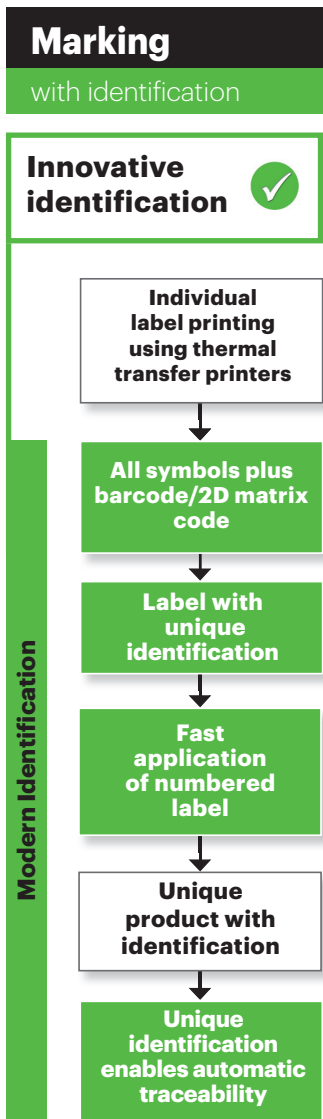 Marking
with identification
Innovative
identification
Individual
label printing
using thermal
transfer printers
All symbols plus
barcode/2D matrix
code
Label with
unique
identification
Fast
application
of numbered
label
Unique
product with
identification
Unique
identification
enables automatic
traceability
Modern Identification